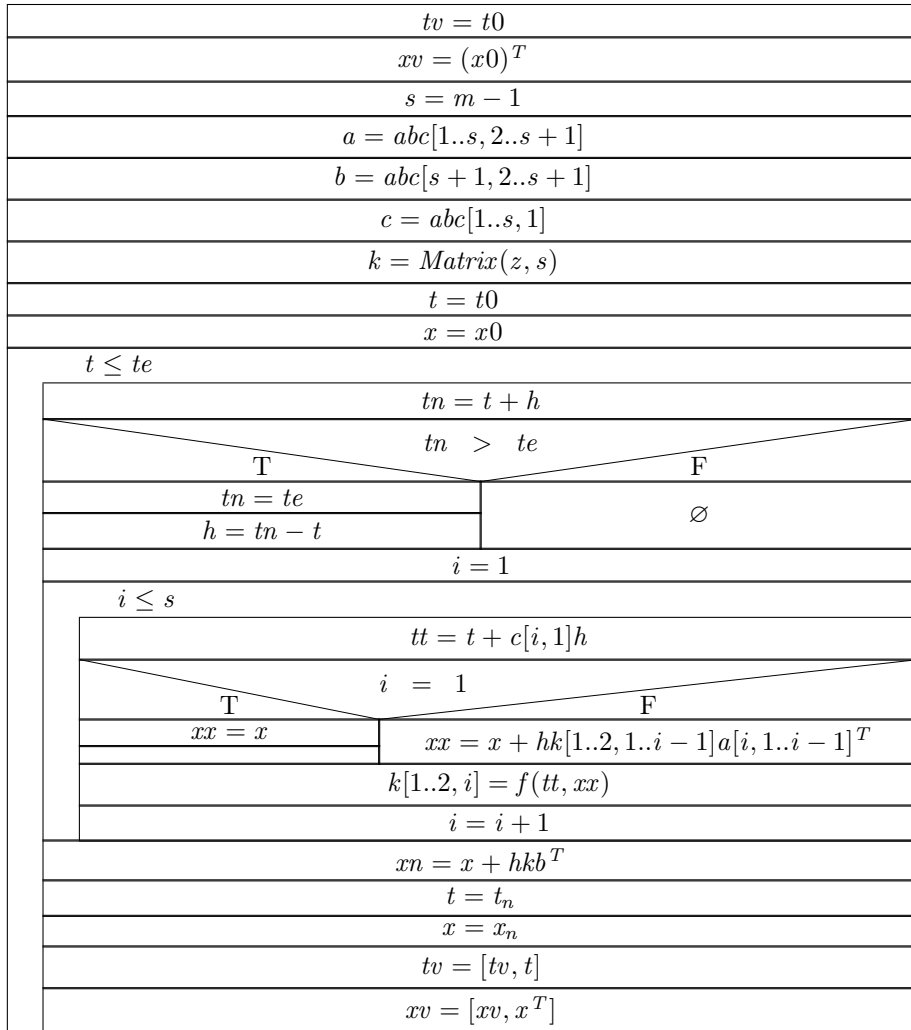 tv = t0
xv = (x0)^T
s = m − 1
a = abc[1..s, 2..s + 1]
b = abc[s + 1, 2..s + 1]
c = abc[1..s, 1]
k = Matrix(z, s)
t = t0
x = x0
t ≤ te
tn = t + h
tn > te
T F
tn = te
∅
h = tn − t
i = 1
i ≤ s
tt = t + c[i, 1]h
i = 1
T F
xx = x
xx = x + hk[1..2, 1..i − 1]a[i, 1..i − 1]^T
k[1..2, i] = f(tt, xx)
i = i + 1
xn = x + hkb^T
t = t_n
x = x_n
tv = [tv, t]
xv = [xv, x^T]